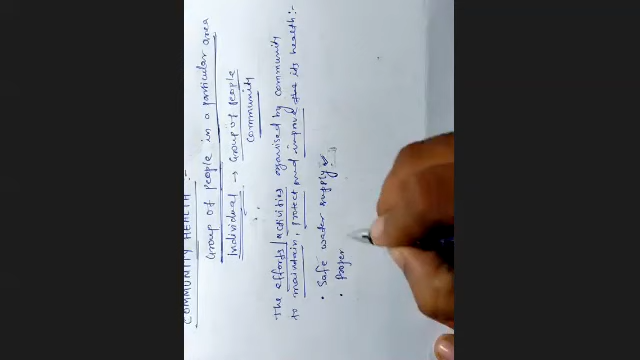 COMMUNITY HEALTH :-
Group of people in a particular area
Individual → Group of people
community
The efforts/activities organised by community
to maintain, protect and improve the its health:-
• Safe water supply
• Proper